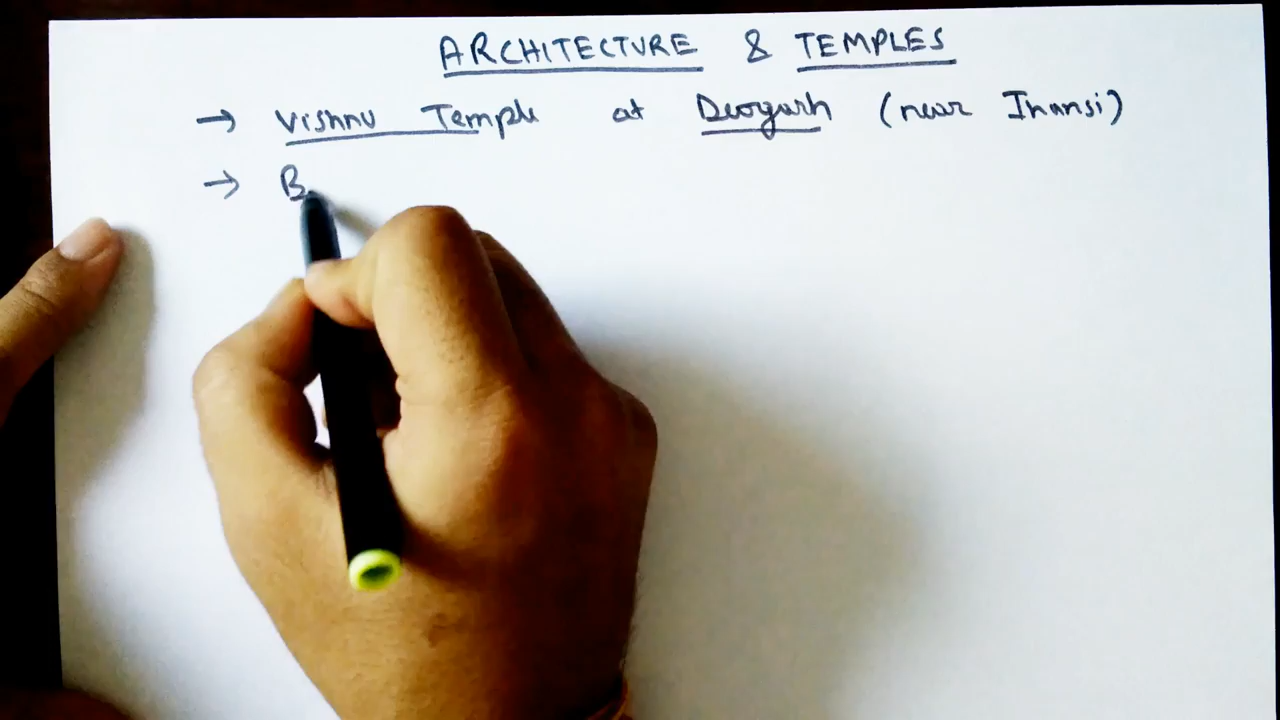 ARCHITECTURE & TEMPLES
→ Vishnu Temple at Deogarh (near Jhansi)
→ B